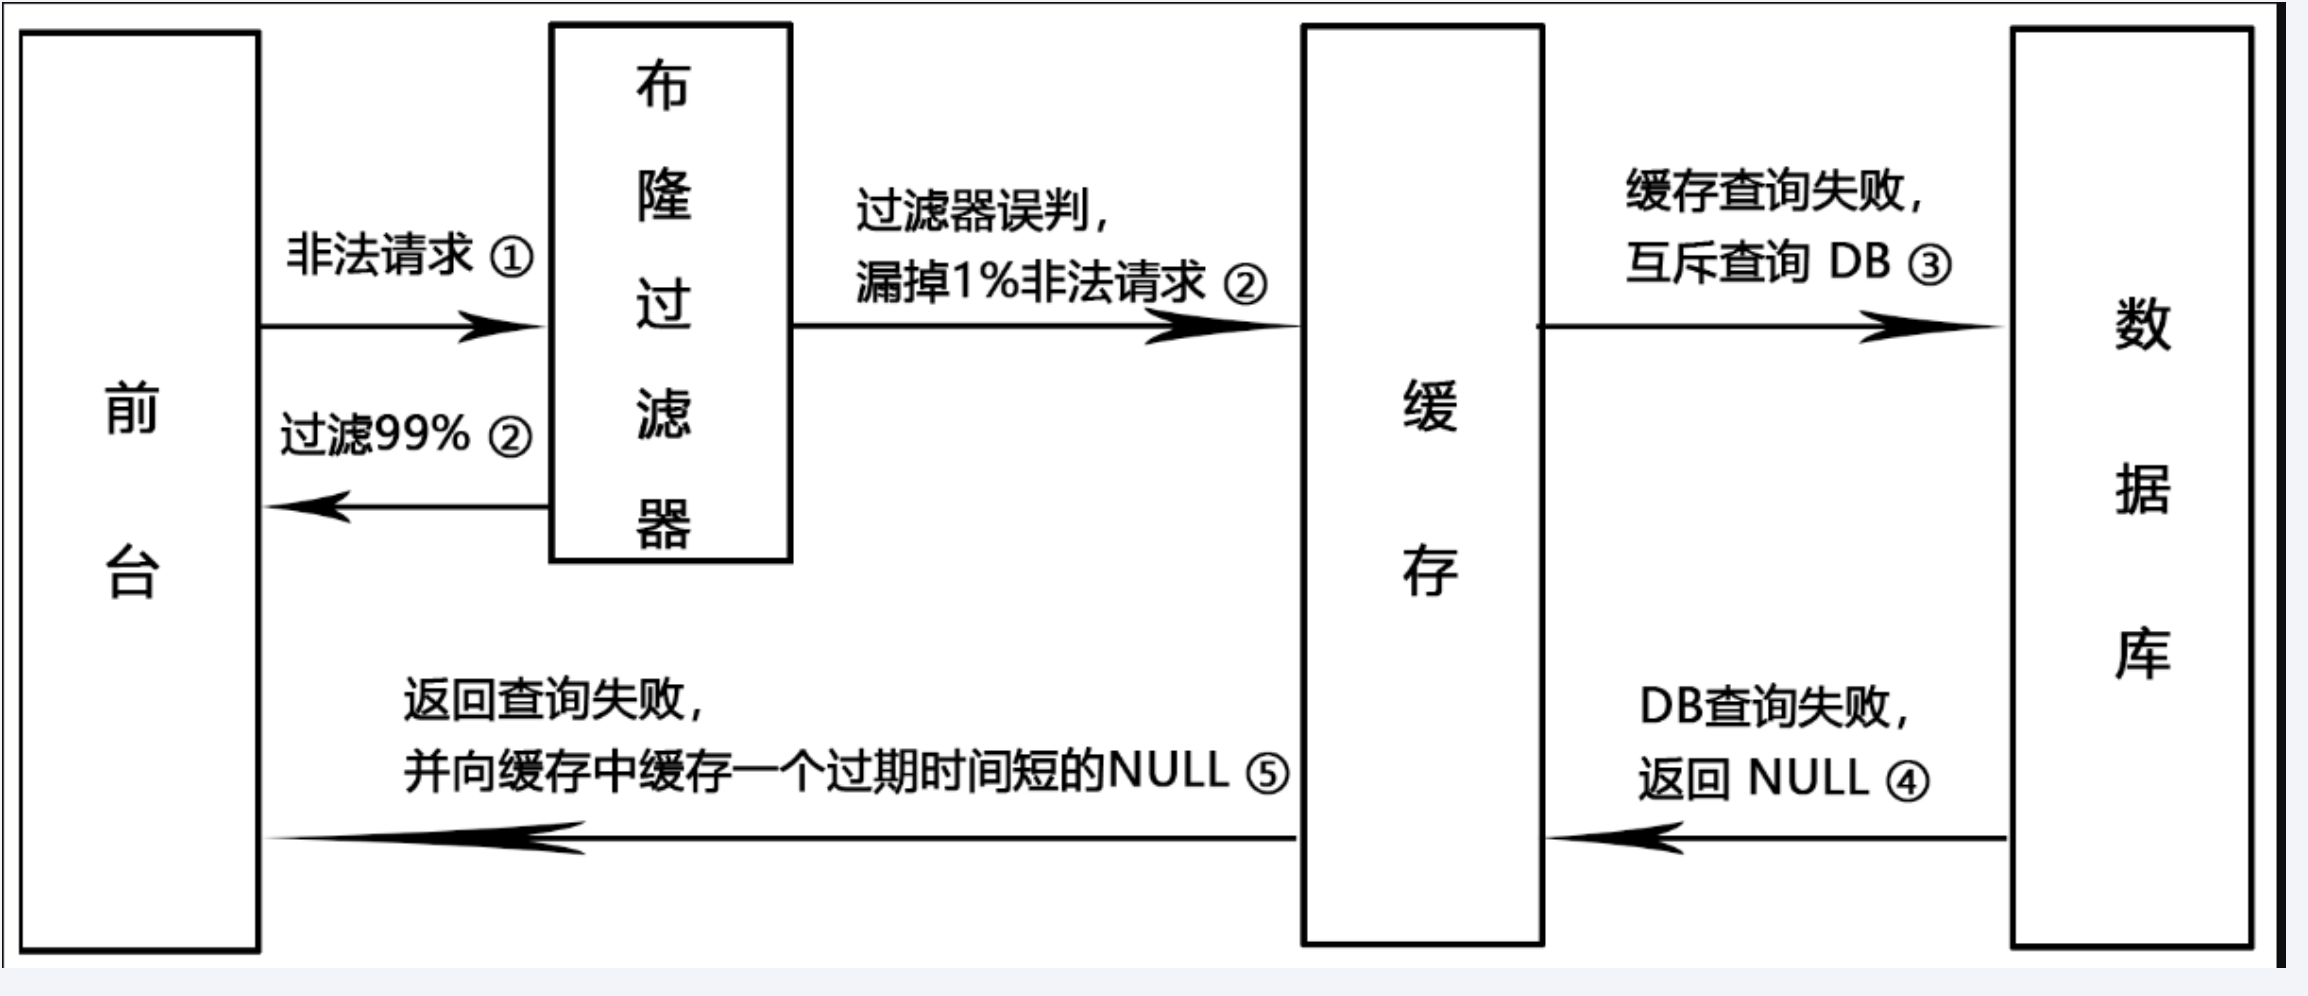 前台
非法请求 ①
过滤99% ②
布隆过滤器
过滤器误判，
漏掉1%非法请求 ②
缓存
缓存查询失败，
互斥查询 DB ③
数据库
DB查询失败，
返回 NULL ④
返回查询失败，
并向缓存中缓存一个过期时间短的NULL ⑤